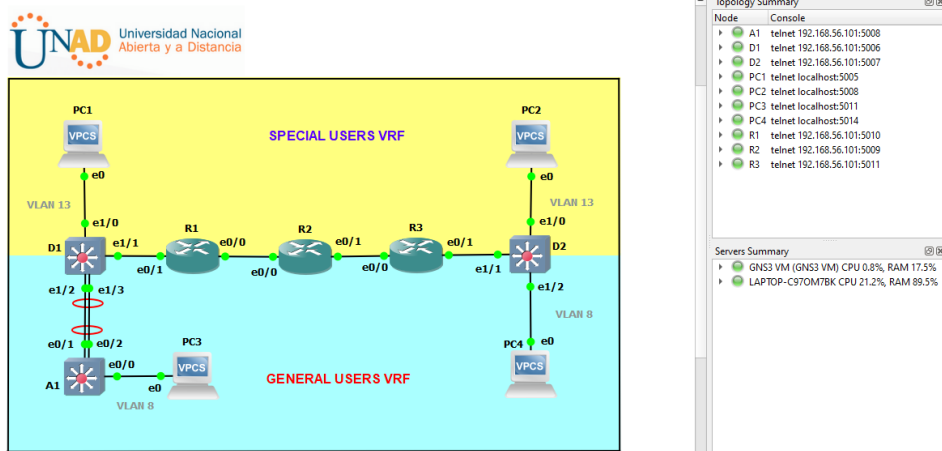 UNAD
Universidad Nacional
Abierta y a Distancia
PC1
VPCS
e0
VLAN 13
e1/0
SPECIAL USERS VRF
PC2
VPCS
e0
VLAN 13
e1/0
D1
e1/1
e0/1
R1
e0/0
e0/0
R2
e0/1
e0/0
R3
e0/1
e1/1
D2
e1/2
e1/3
e1/2
VLAN 8
e0/1
e0/2
A1
e0/0
PC3
VPCS
e0
VLAN 8
GENERAL USERS VRF
PC4
e0
VPCS
Topology Summary
Node Console
A1 telnet 192.168.56.101:5008
D1 telnet 192.168.56.101:5006
D2 telnet 192.168.56.101:5007
PC1 telnet localhost:5005
PC2 telnet localhost:5008
PC3 telnet localhost:5011
PC4 telnet localhost:5014
R1 telnet 192.168.56.101:5010
R2 telnet 192.168.56.101:5009
R3 telnet 192.168.56.101:5011
Servers Summary
GNS3 VM (GNS3 VM) CPU 0.8%, RAM 17.5%
LAPTOP-C97OM7BK CPU 21.2%, RAM 89.5%